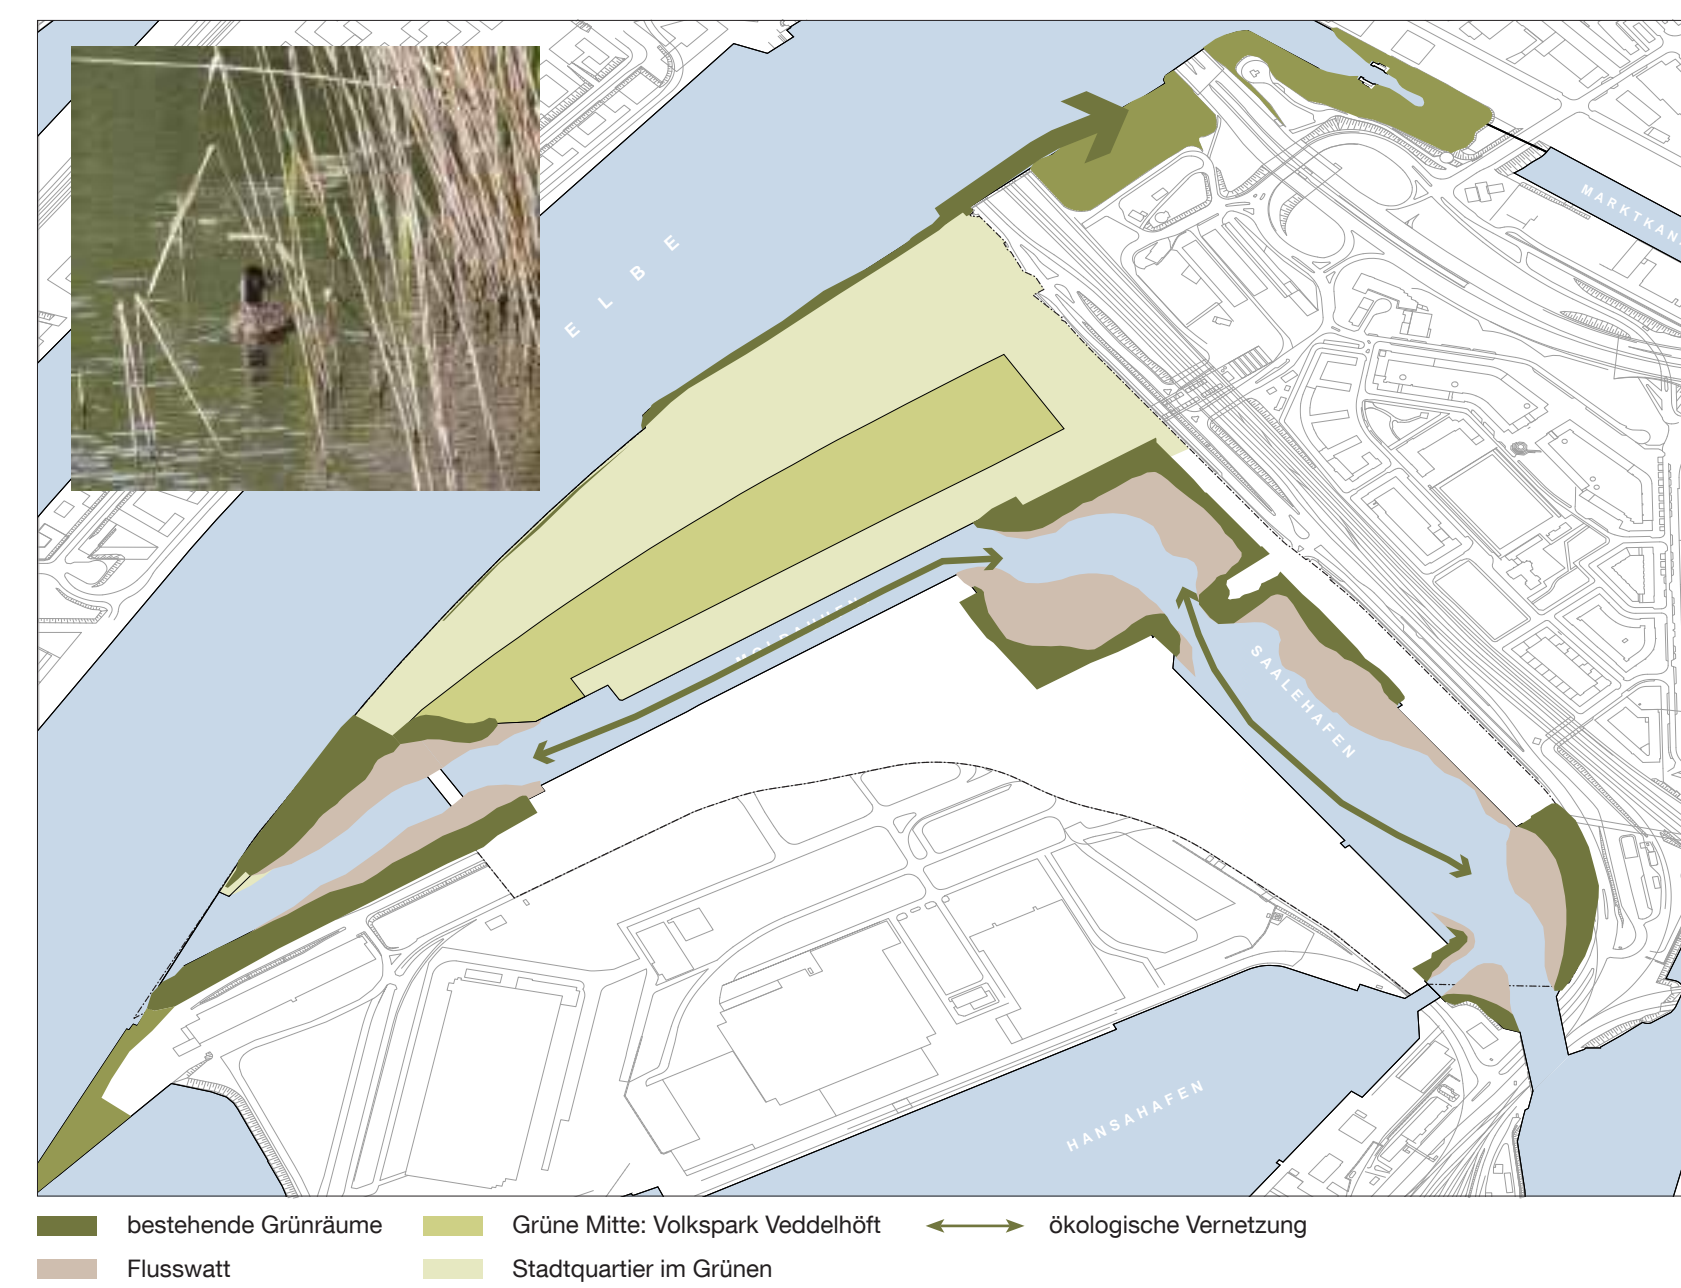 ELBE
MARKTKAN
SAALEHAFEN
HANSAHAFEN
bestehende Grünräume
Grüne Mitte: Volkspark Veddelhöft
ökologische Vernetzung
Flusswatt
Stadtquartier im Grünen